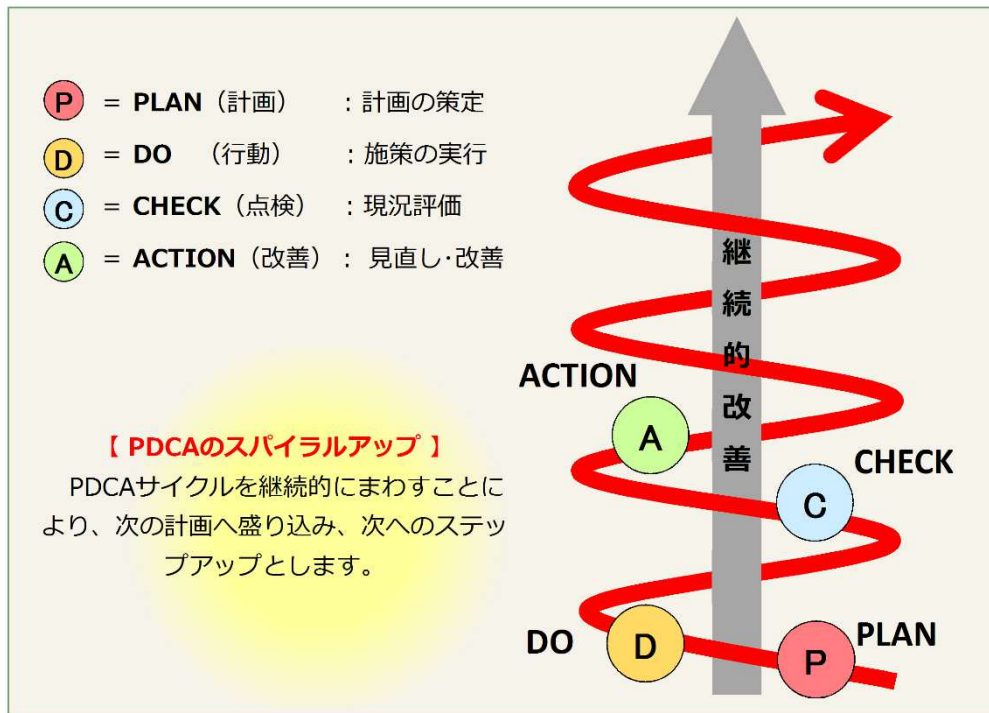 P = PLAN（計画） ：計画の策定
D = DO （行動） ：施策の実行
C = CHECK（点検） ：現況評価
A = ACTION（改善）： 見直し・改善
【 PDCAのスパイラルアップ 】
PDCAサイクルを継続的にまわすことに
より、次の計画へ盛り込み、次へのステッ
プアップとします。
継続的改善
ACTION
A
CHECK
C
DO
D
PLAN
P